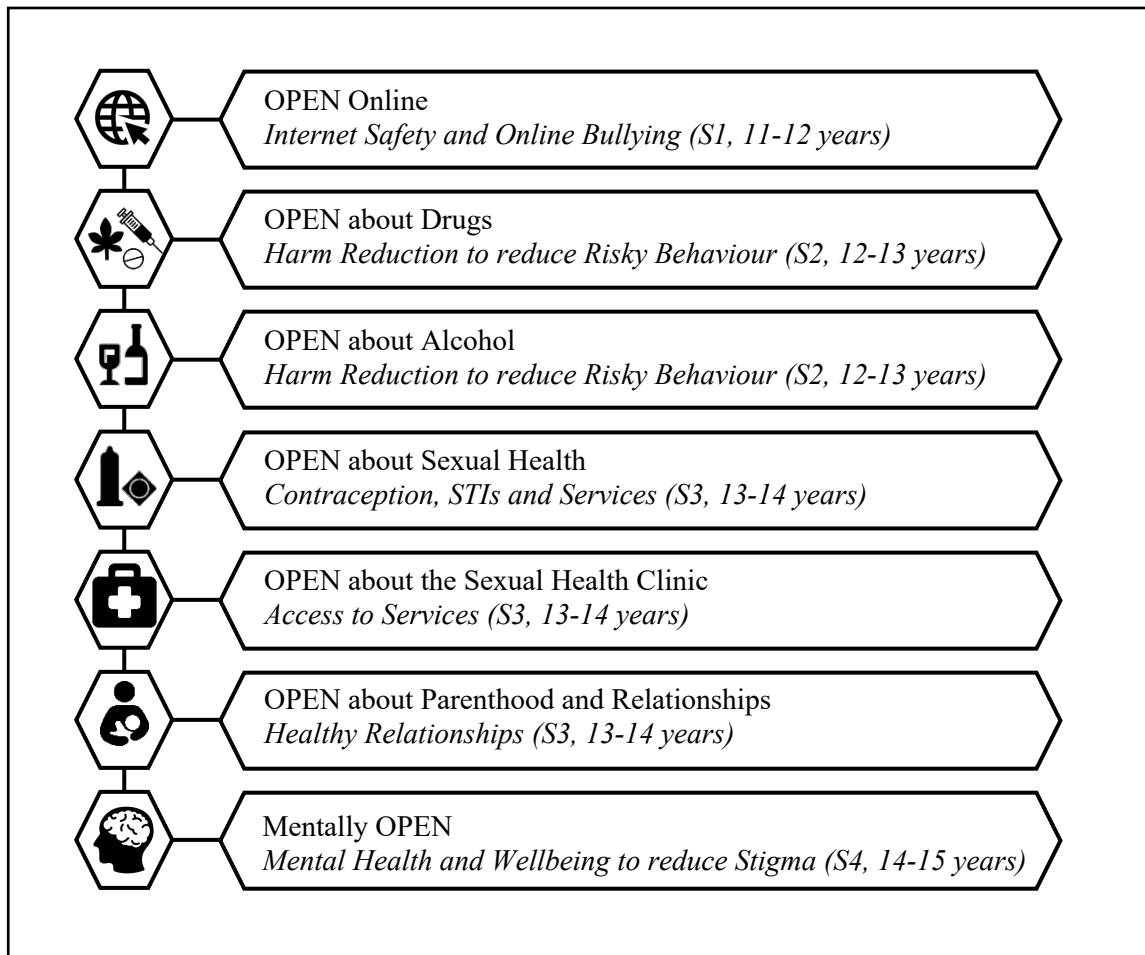 OPEN Online
Internet Safety and Online Bullying (S1, 11-12 years)
OPEN about Drugs
Harm Reduction to reduce Risky Behaviour (S2, 12-13 years)
OPEN about Alcohol
Harm Reduction to reduce Risky Behaviour (S2, 12-13 years)
OPEN about Sexual Health
Contraception, STIs and Services (S3, 13-14 years)
OPEN about the Sexual Health Clinic
Access to Services (S3, 13-14 years)
OPEN about Parenthood and Relationships
Healthy Relationships (S3, 13-14 years)
Mentally OPEN
Mental Health and Wellbeing to reduce Stigma (S4, 14-15 years)